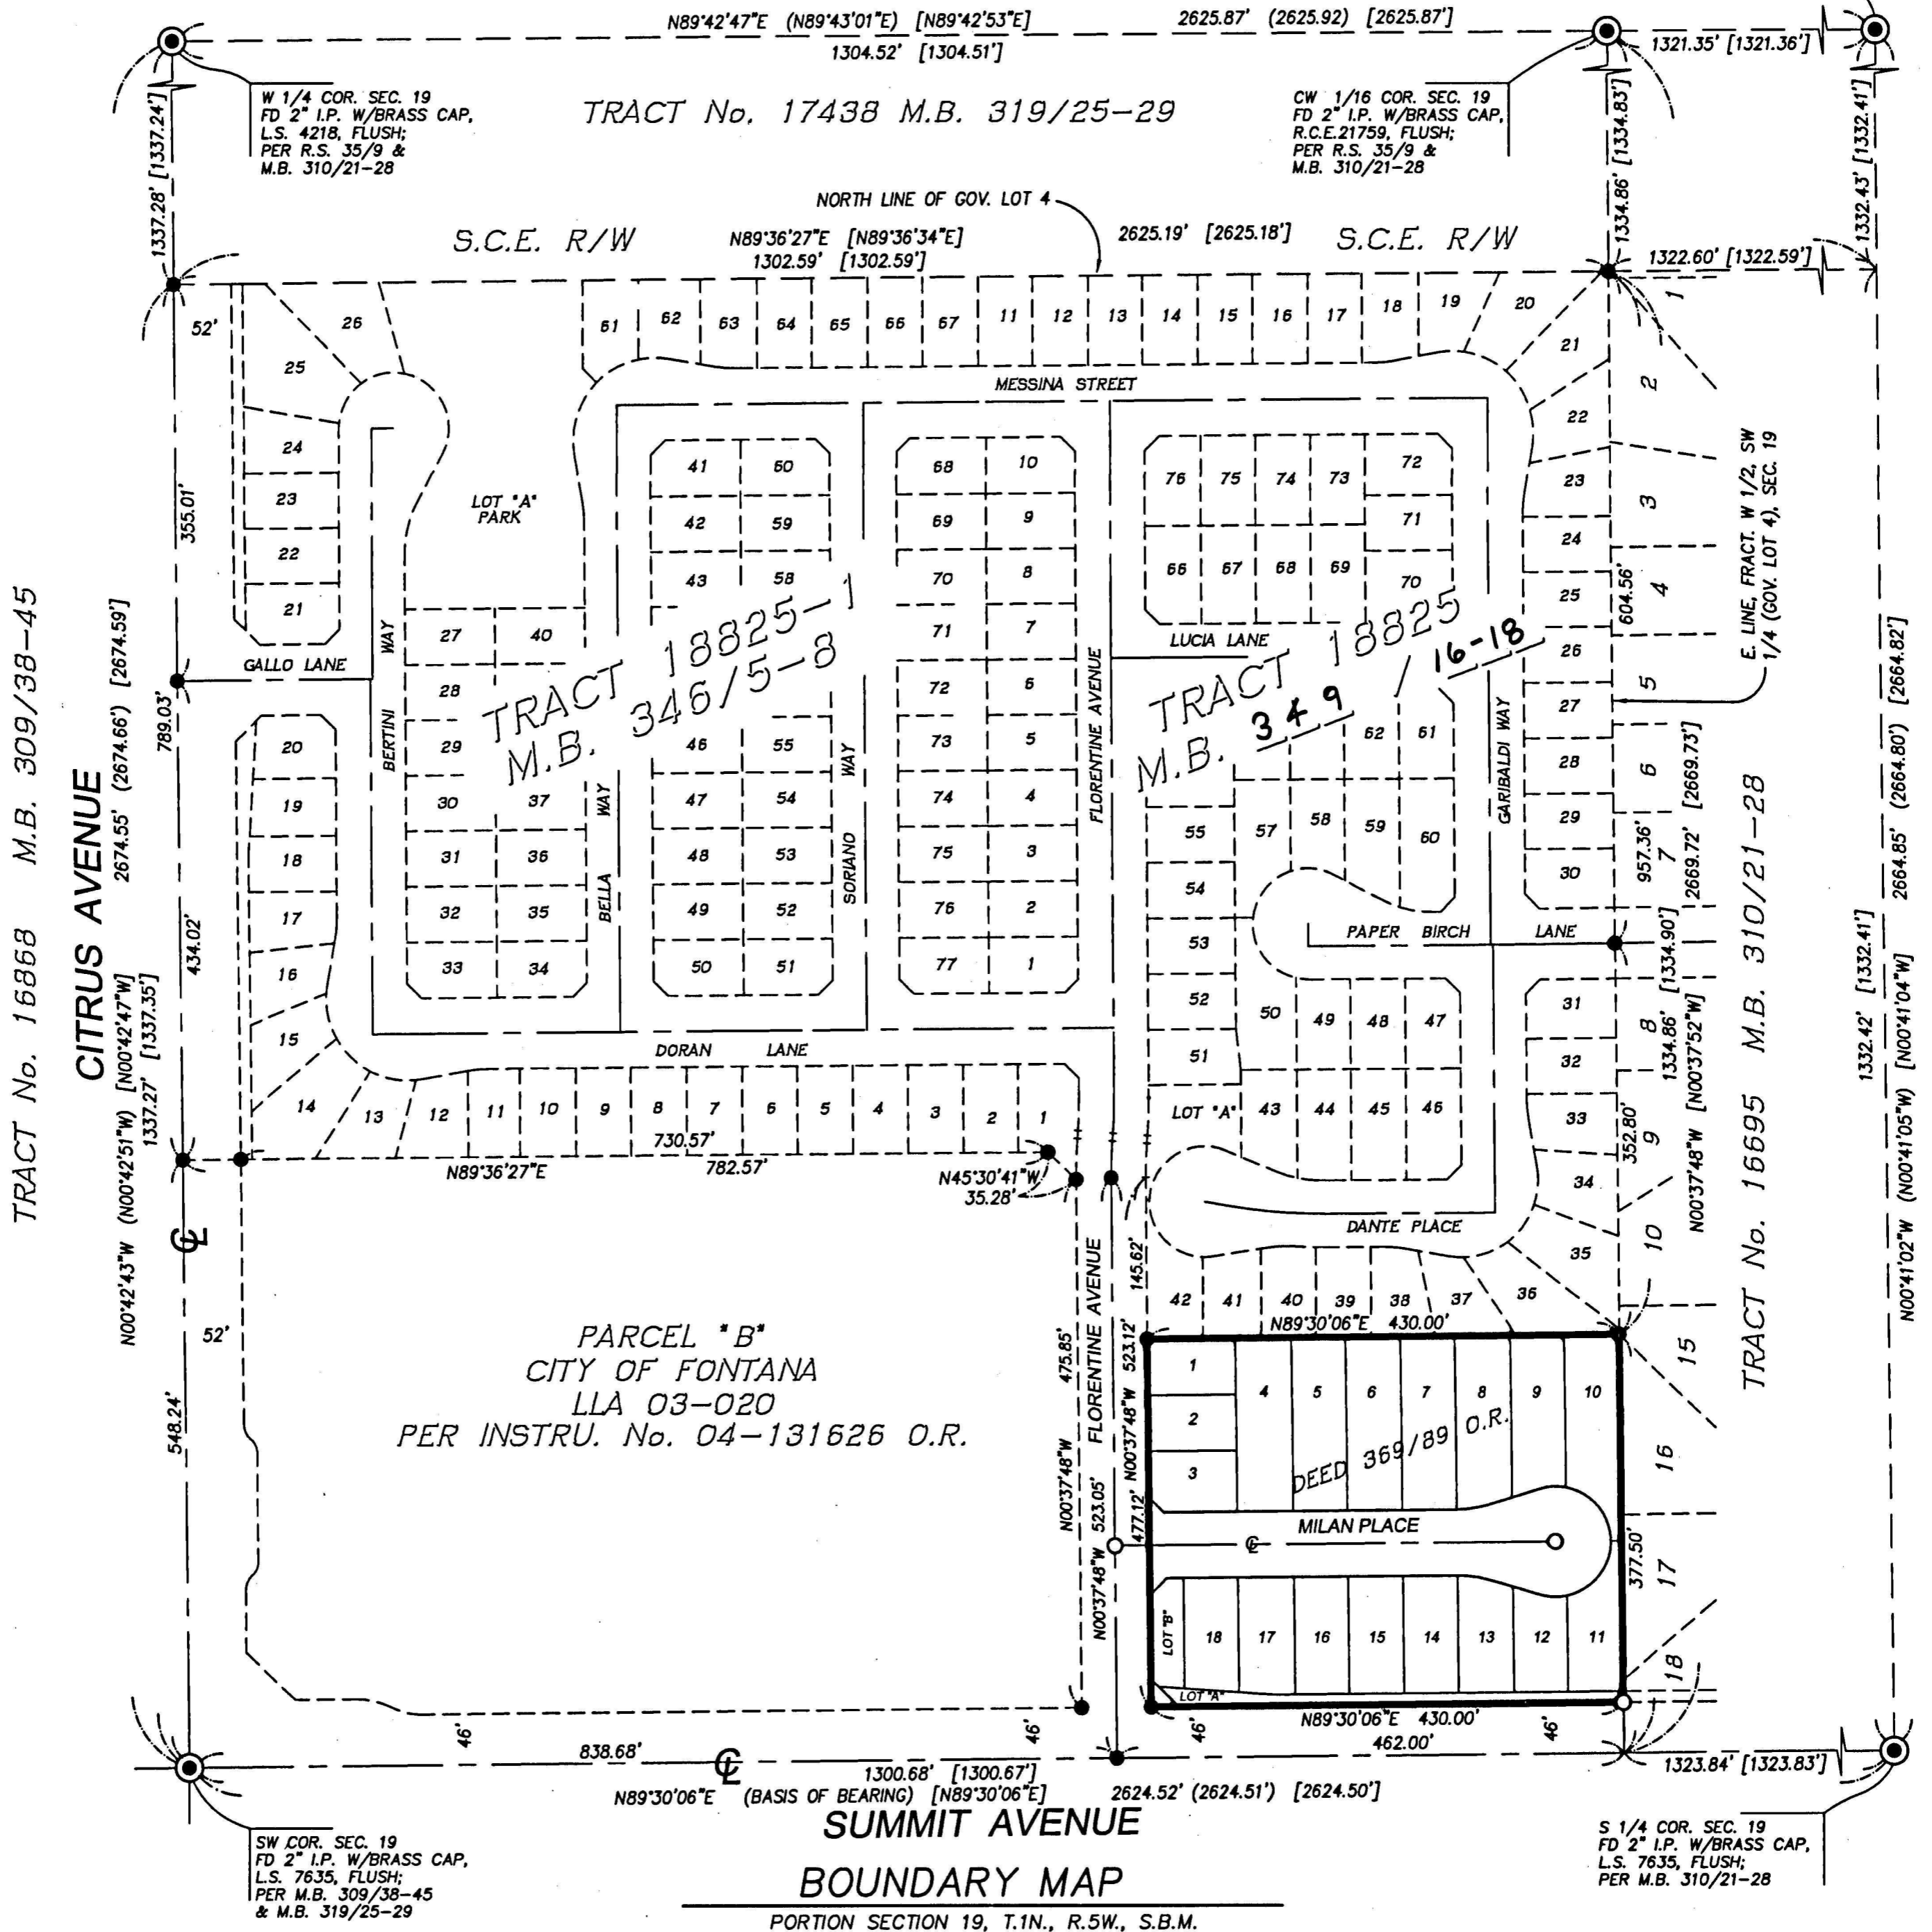 N89°42'47"E (N89°43'01"E) [N89°42'53"E]
2625.87' (2625.92) [2625.87']
1304.52' [1304.51']
1321.35' [1321.36']
W 1/4 COR. SEC. 19
FD 2" I.P. W/BRASS CAP,
L.S. 4218, FLUSH;
PER R.S. 35/9 &
M.B. 310/21-28
TRACT No. 17438 M.B. 319/25-29
CW 1/16 COR. SEC. 19
FD 2" I.P. W/BRASS CAP,
R.C.E.21759, FLUSH;
PER R.S. 35/9 &
M.B. 310/21-28
1337.28' [1337.24']
1334.86' [1334.83']
1332.43' [1332.41']
NORTH LINE OF GOV. LOT 4
S.C.E. R/W
N89°36'27"E [N89°36'34"E]
1302.59' [1302.59']
2625.19' [2625.18']
S.C.E. R/W
1322.60' [1322.59']
52'
26
61 62 63 64 65 66 67 11 12 13 14 15 16 17 18 19 20
1
25
21
2
MESSINA STREET
24
22
41 60
68 10
76 75 74 73 72
23
23
3
LOT "A"
PARK
42 59
69 9
71
355.01'
22
24
43 58
70 8
66 67 68 69 70
604.56'
4
21
25
E. LINE, FRACT. W 1/2, SW
1/4 (GOV. LOT 4), SEC. 19
27 40
71 7
LUCIA LANE
26
GALLO LANE
TRACT 18825-1
M.B. 346/5-8
TRACT 18825
M.B. 349 16-18
28
72 6
27
5
BERTINI WAY
FLORENTINE AVENUE
GARIBALDI WAY
20
29
46 55
73 5
62 61
28
6
789.03'
19
30 37
47 54
74 4
BELLA WAY
SORIANO WAY
55 57 58 59 60
29
18
31 36
48 53
75 3
54
30
957.36'
7
17
32 35
49 52
76 2
53
PAPER BIRCH LANE
434.02'
16
33 34
50 51
77 1
52
50 49 48 47
31
8
15
DORAN LANE
51
32
14 13 12 11 10 9 8 7 6 5 4 3 2 1
LOT "A"
43 44 45 46
33
352.80'
9
730.57'
N89°36'27"E
782.57'
N45°30'41"W
35.28'
34
DANTE PLACE
35
10
TRACT No. 16868 M.B. 309/38-45
CITRUS AVENUE
2674.55' (2674.66') [2674.59']
N00°42'43"W (N00°42'51"W) [N00°42'47"W]
1337.27' [1337.35']
TRACT No. 16695 M.B. 310/21-28
2669.72' [2669.73']
1334.86' [1334.90']
N00°37'48"W [N00°37'52"W]
2664.85' (2664.80') [2664.82']
1332.42' [1332.41']
N00°41'02"W (N00°41'05"W) [N00°41'04"W]
℄
52'
548.24'
PARCEL "B"
CITY OF FONTANA
LLA 03-020
PER INSTRU. No. 04-131626 O.R.
145.62'
42 41 40 39 38 37 36
N89°30'06"E 430.00'
15
N00°37'48"W 475.85'
N00°37'48"W 523.05'
FLORENTINE AVENUE
477.12' N00°37'48"W 523.12'
1
2
3
4 5 6 7 8 9 10
DEED 369/89 O.R.
16
MILAN PLACE
℄
377.50'
17
LOT "B"
18 17 16 15 14 13 12 11
18
LOT "A"
N89°30'06"E 430.00'
46' 46' 46' 46'
838.68'
℄
462.00'
1300.68' [1300.67']
1323.84' [1323.83']
N89°30'06"E (BASIS OF BEARING) [N89°30'06"E]
2624.52' (2624.51') [2624.50']
SUMMIT AVENUE
SW COR. SEC. 19
FD 2" I.P. W/BRASS CAP,
L.S. 7635, FLUSH;
PER M.B. 309/38-45
& M.B. 319/25-29
S 1/4 COR. SEC. 19
FD 2" I.P. W/BRASS CAP,
L.S. 7635, FLUSH;
PER M.B. 310/21-28
BOUNDARY MAP
PORTION SECTION 19, T.1N., R.5W., S.B.M.